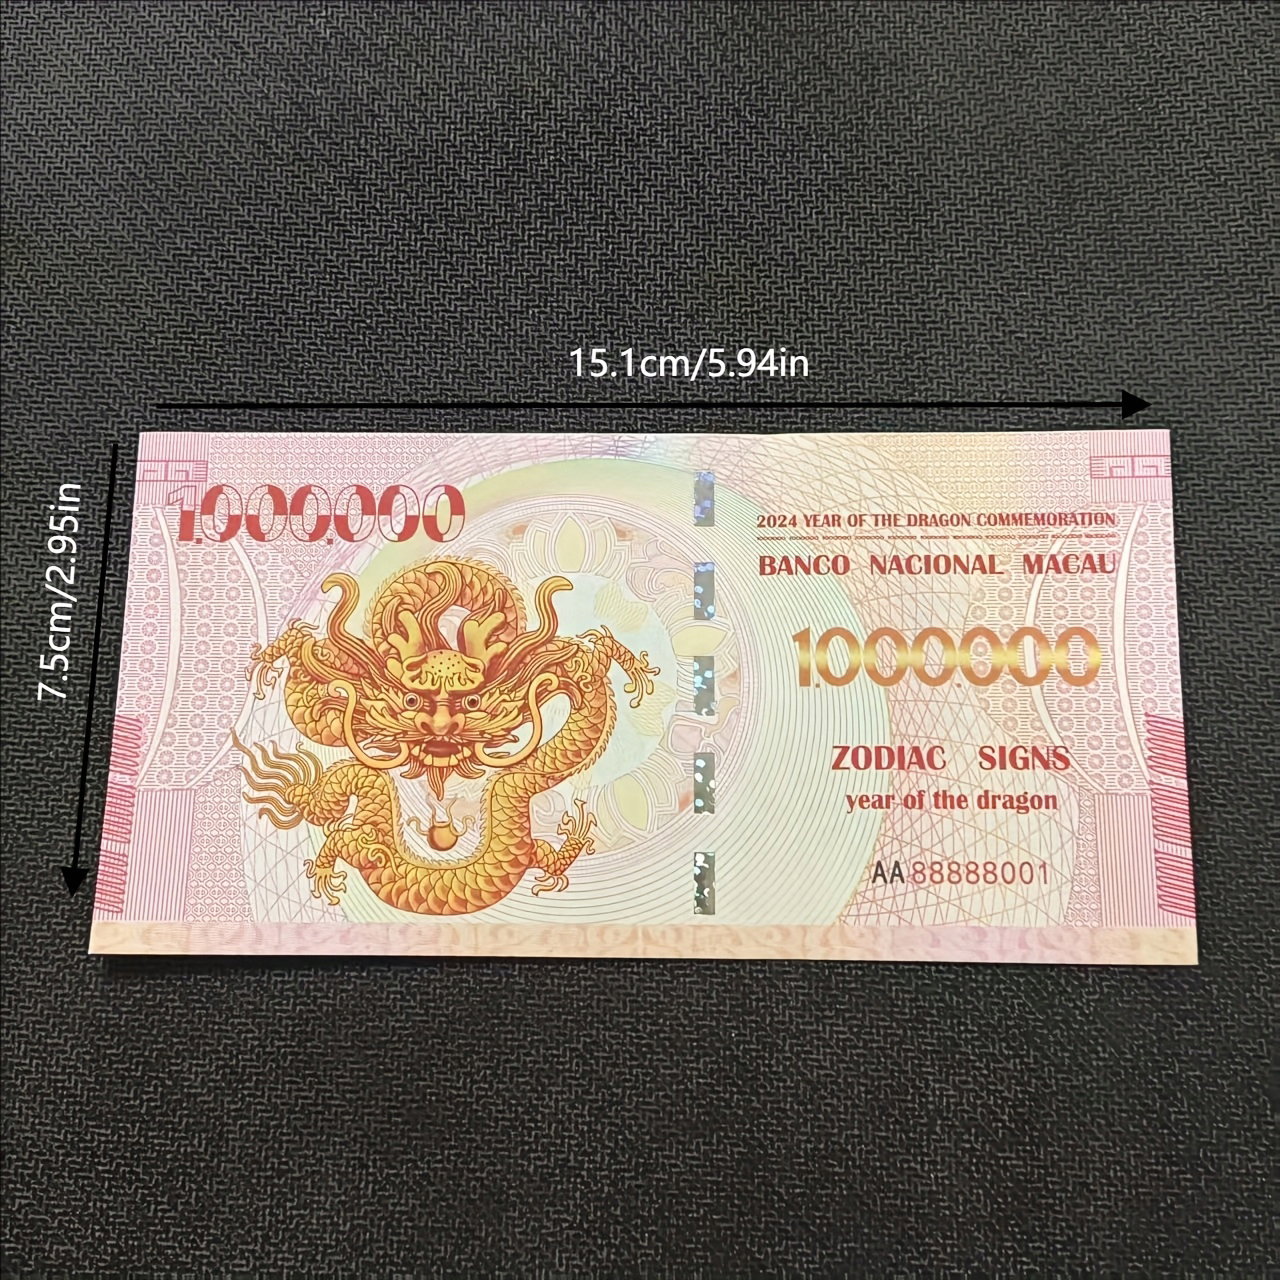 15.1cm/5.94in
7.5cm/2.95in
1.000.000
2024 YEAR OF THE DRAGON COMMEMORATION
BANCO NACIONAL MACAU
1.000.000
ZODIAC SIGNS
year of the dragon
AA 88888001